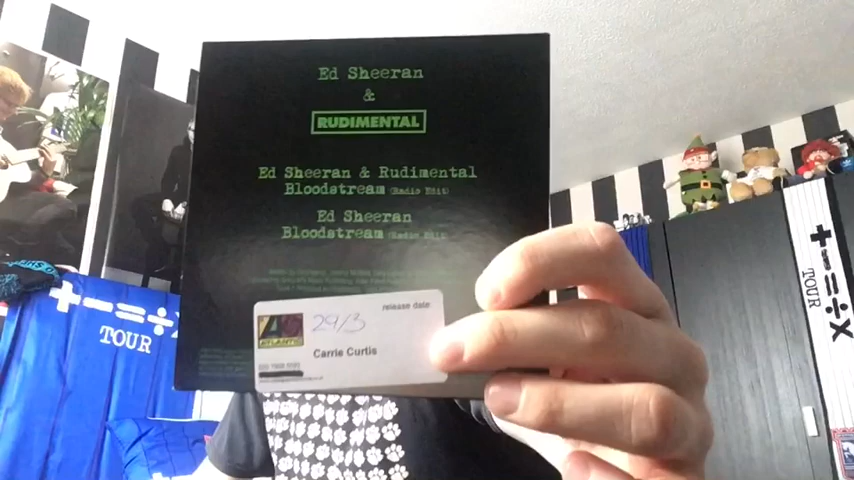 Ed Sheeran
&
RUDIMENTAL
Ed Sheeran & Rudimental
Bloodstream (Radio Edit)
Ed Sheeran
Bloodstream (Radio Edit)
release date
29/3
ATLANTIC
Carrie Curtis
+ - = ÷ ×
TOUR
+ - = ÷ ×
TOUR